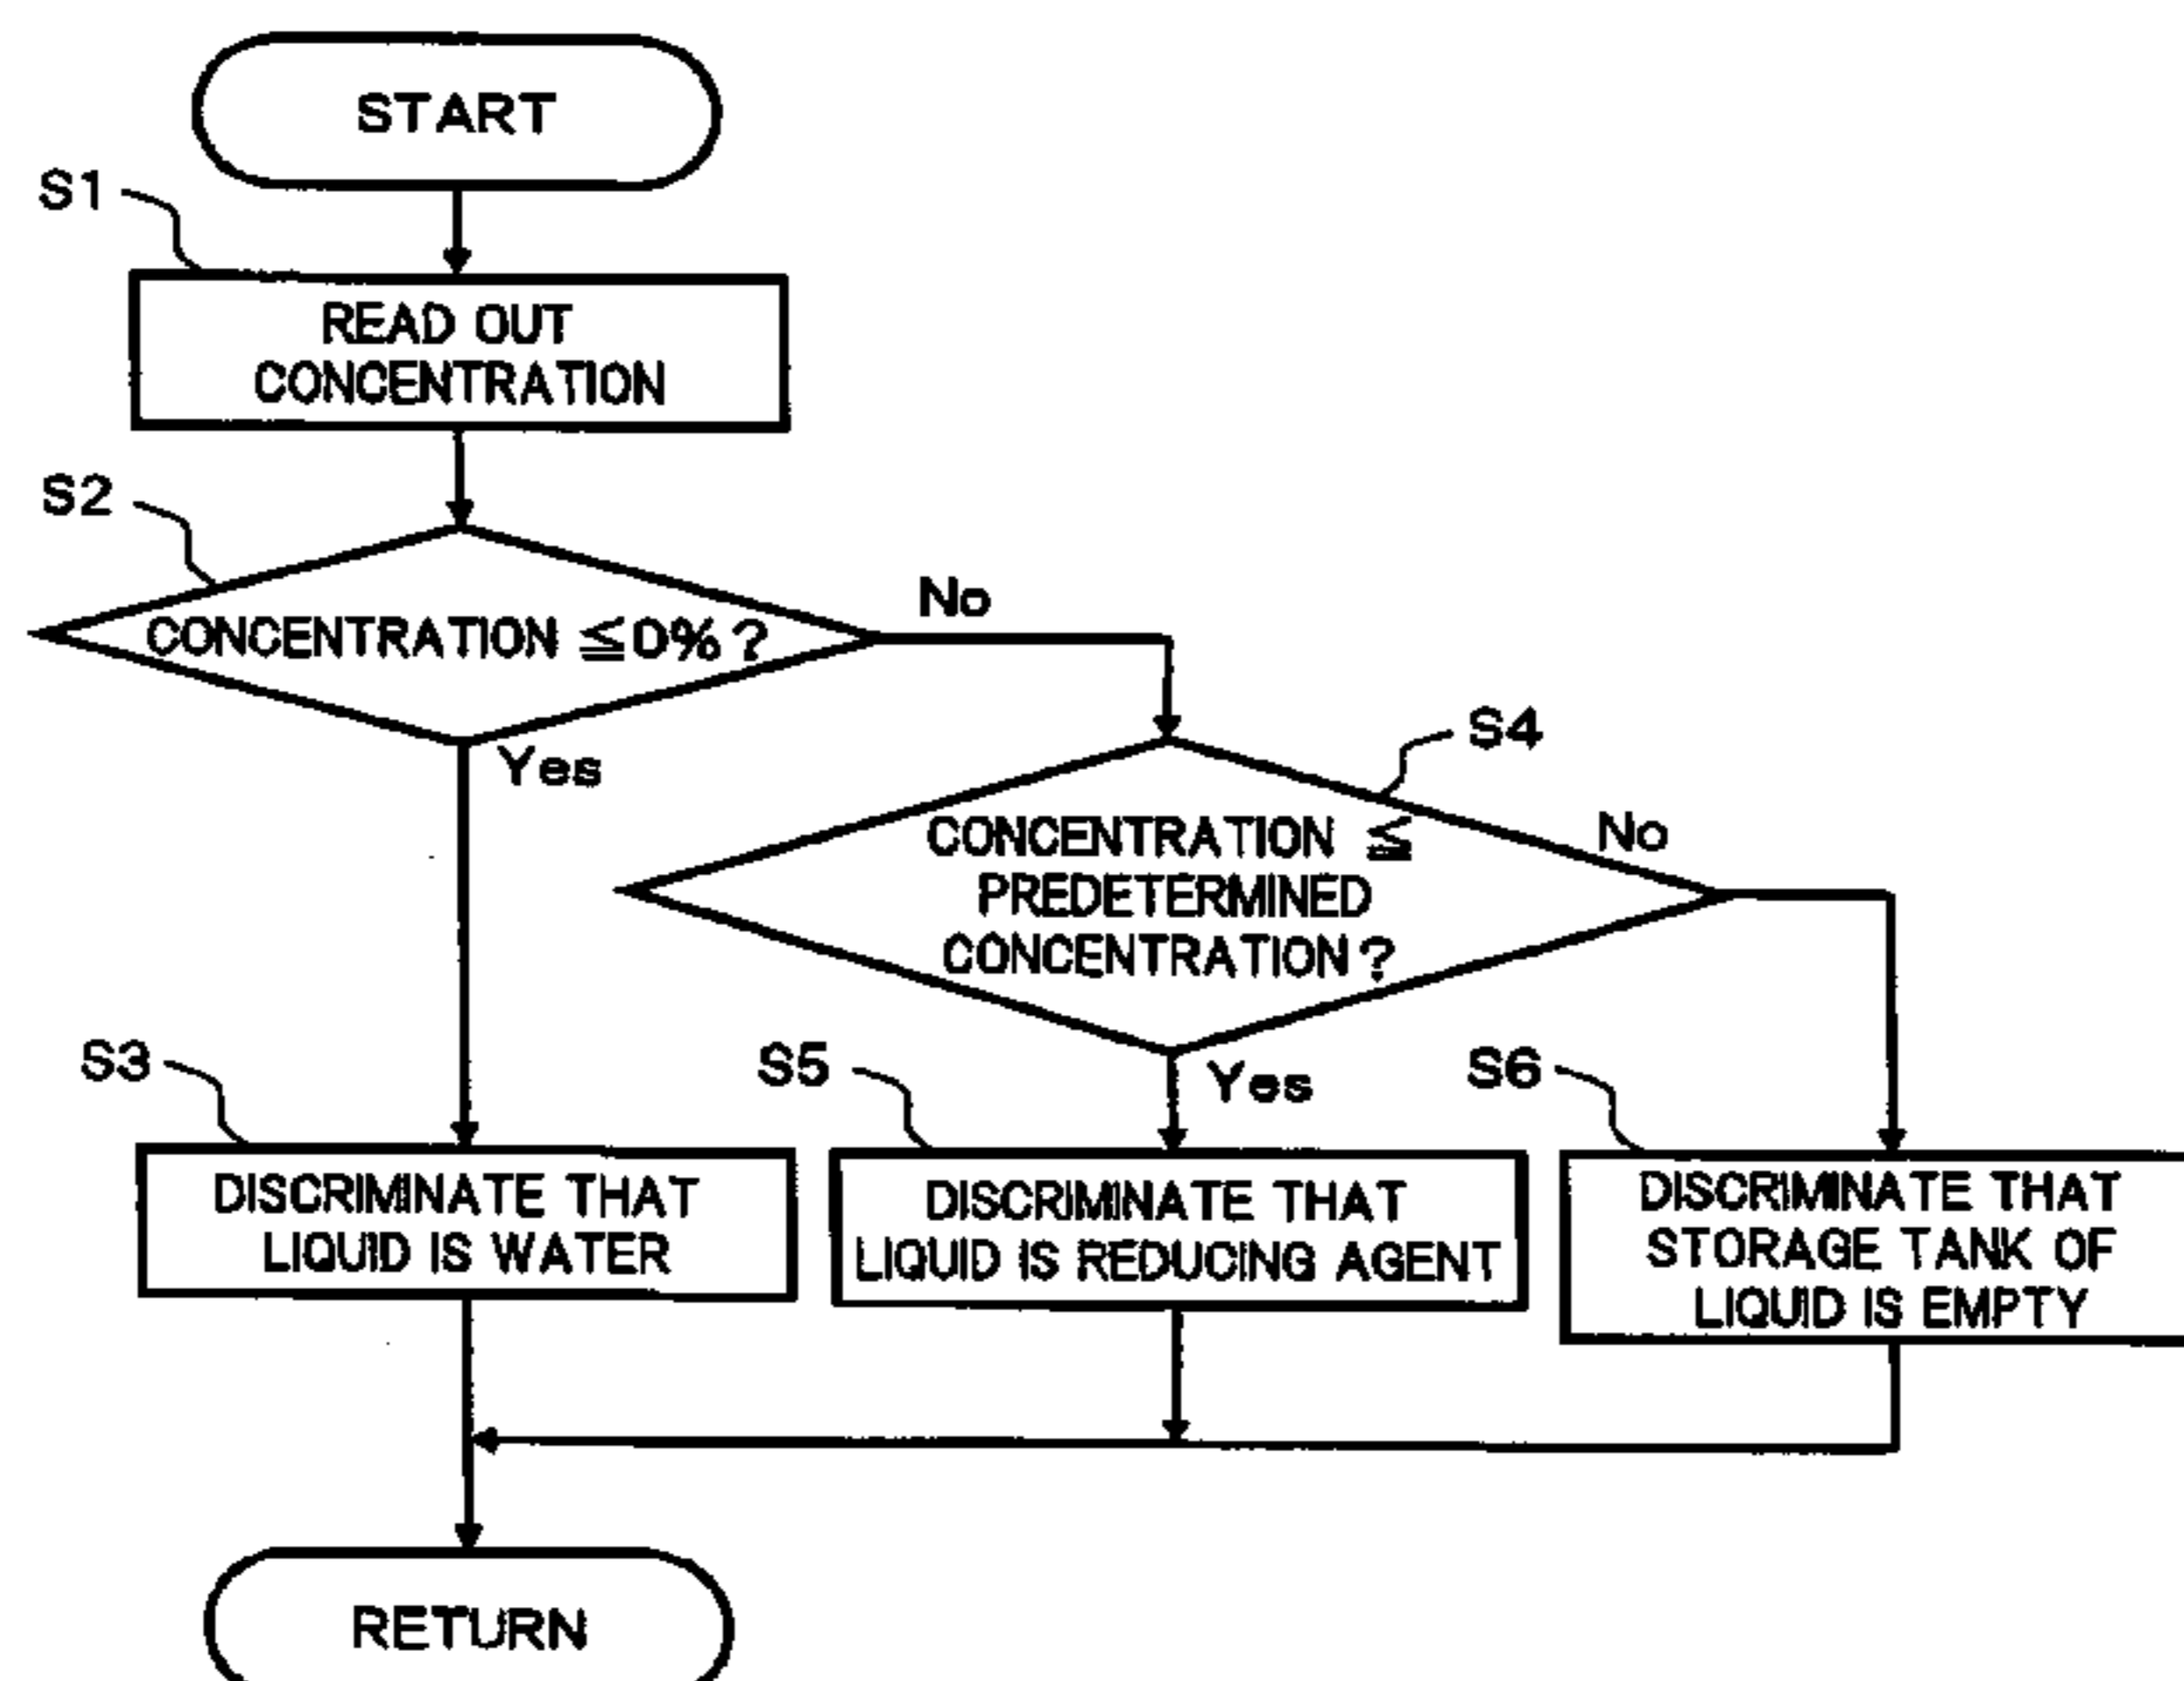 START
S1
READ OUT
CONCENTRATION
S2
CONCENTRATION ≦0%?
No
Yes
S4
CONCENTRATION ≦
PREDETERMINED
CONCENTRATION?
No
Yes
S3
DISCRIMINATE THAT
LIQUID IS WATER
S5
DISCRIMINATE THAT
LIQUID IS REDUCING AGENT
S6
DISCRIMINATE THAT
STORAGE TANK OF
LIQUID IS EMPTY
RETURN